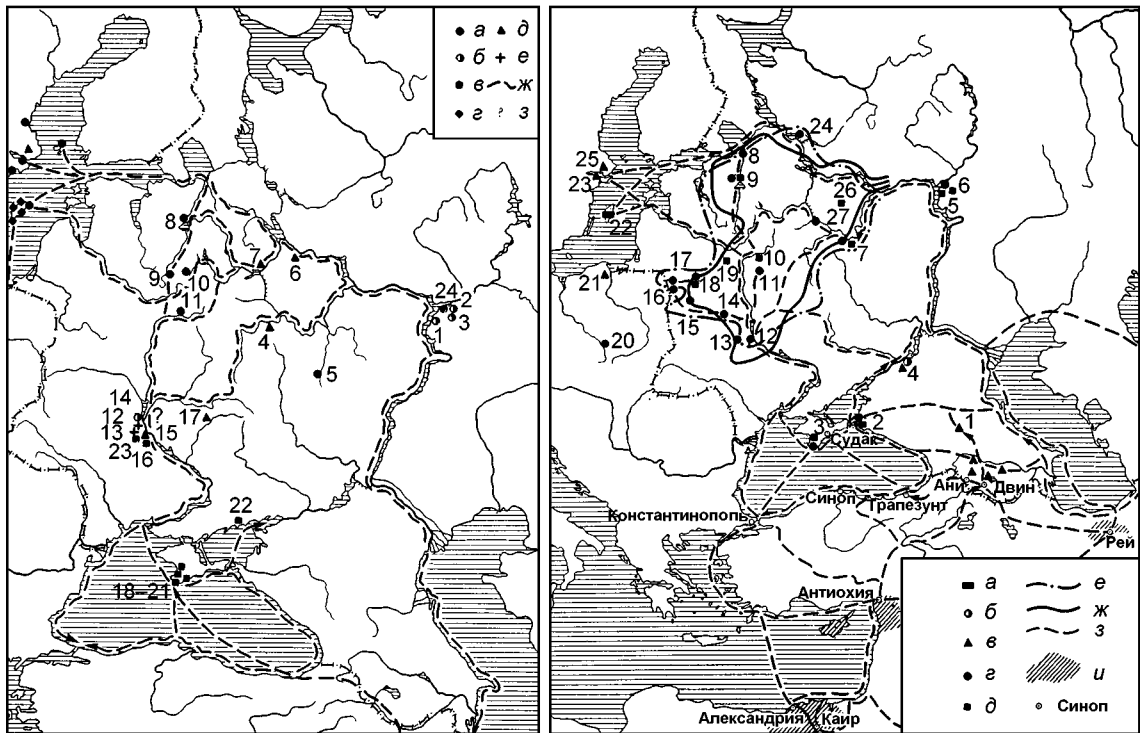 а д
б е
в ж
г ? з
8
7
6
9
10
11
24
2
1
3
4
5
14
12
?
17
13
15
23
16
22
18–21
24
25
8
23
9
26
6
5
22
27
7
17
10
19
21
18
11
16
14
15
12
20
13
4
1
3
2
Судак
Ани
Двин
Синоп
Трапезунт
Константинополь
Рей
Антиохия
а е
б ж
з
в
г и
д Синоп
Александрия
Каир